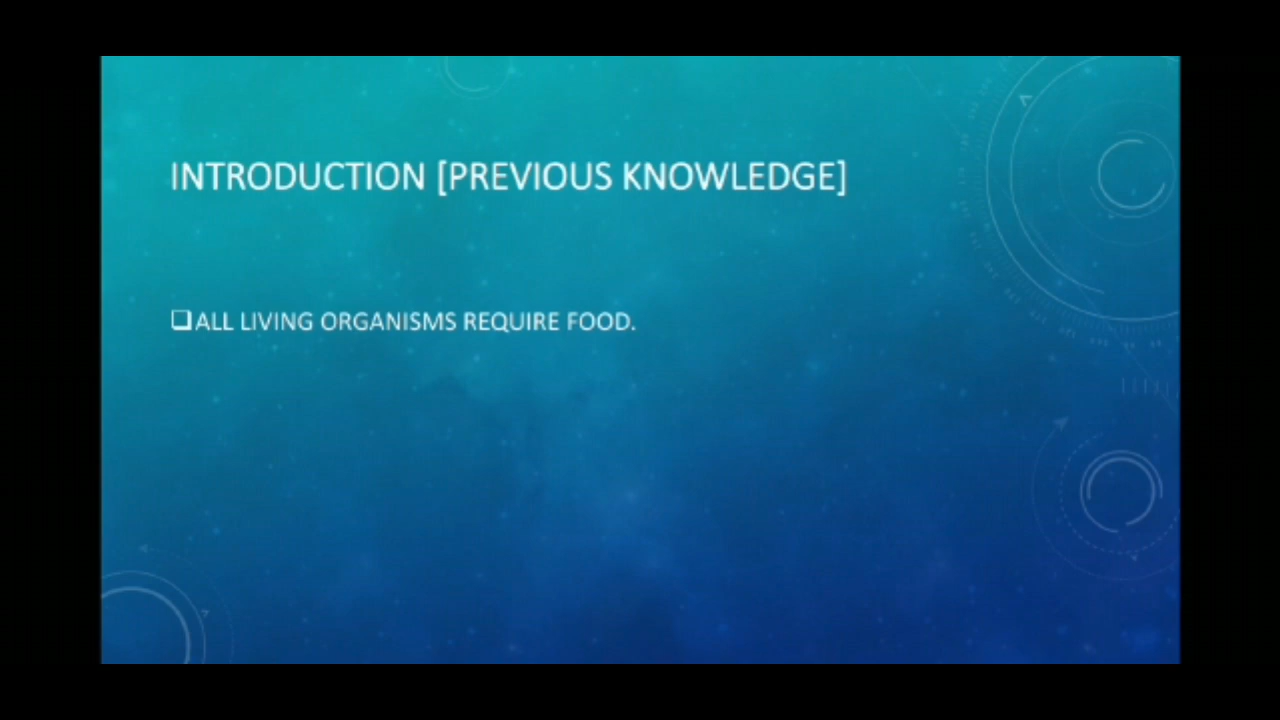 INTRODUCTION [PREVIOUS KNOWLEDGE]
❑ALL LIVING ORGANISMS REQUIRE FOOD.